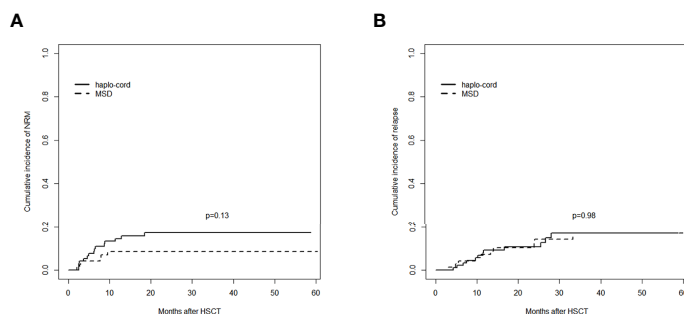 A
Cumulative incidence of NRM
1.0
0.8
0.6
0.4
0.2
0.0
haplo-cord
MSD
p=0.13
0 10 20 30 40 50 60
Months after HSCT
B
Cumulative incidence of relapse
1.0
0.8
0.6
0.4
0.2
0.0
haplo-cord
MSD
p=0.98
0 10 20 30 40 50 60
Months after HSCT